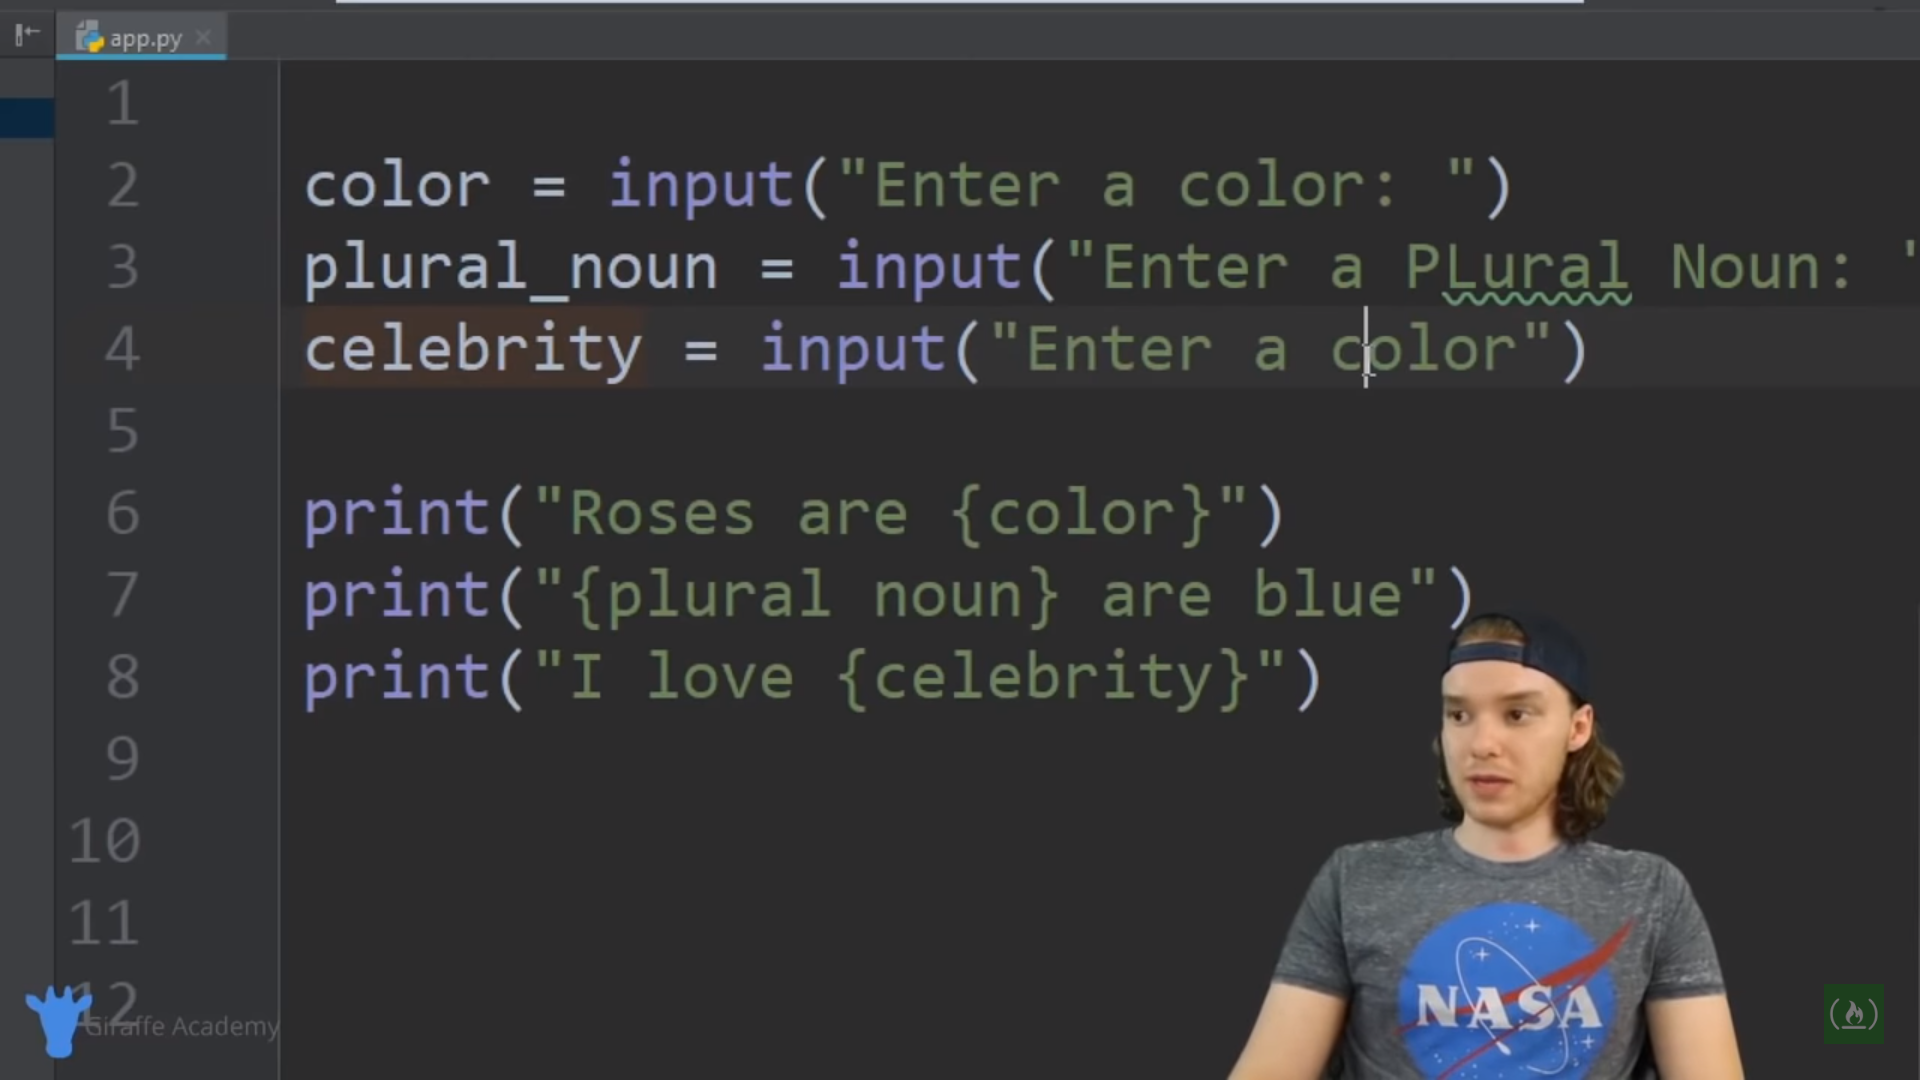 app.py
1
2 color = input("Enter a color: ")
3 plural_noun = input("Enter a PLural Noun: "
4 celebrity = input("Enter a color")
5
6 print("Roses are {color}")
7 print("{plural noun} are blue")
8 print("I love {celebrity}")
9
10
11
12
Giraffe Academy
NASA